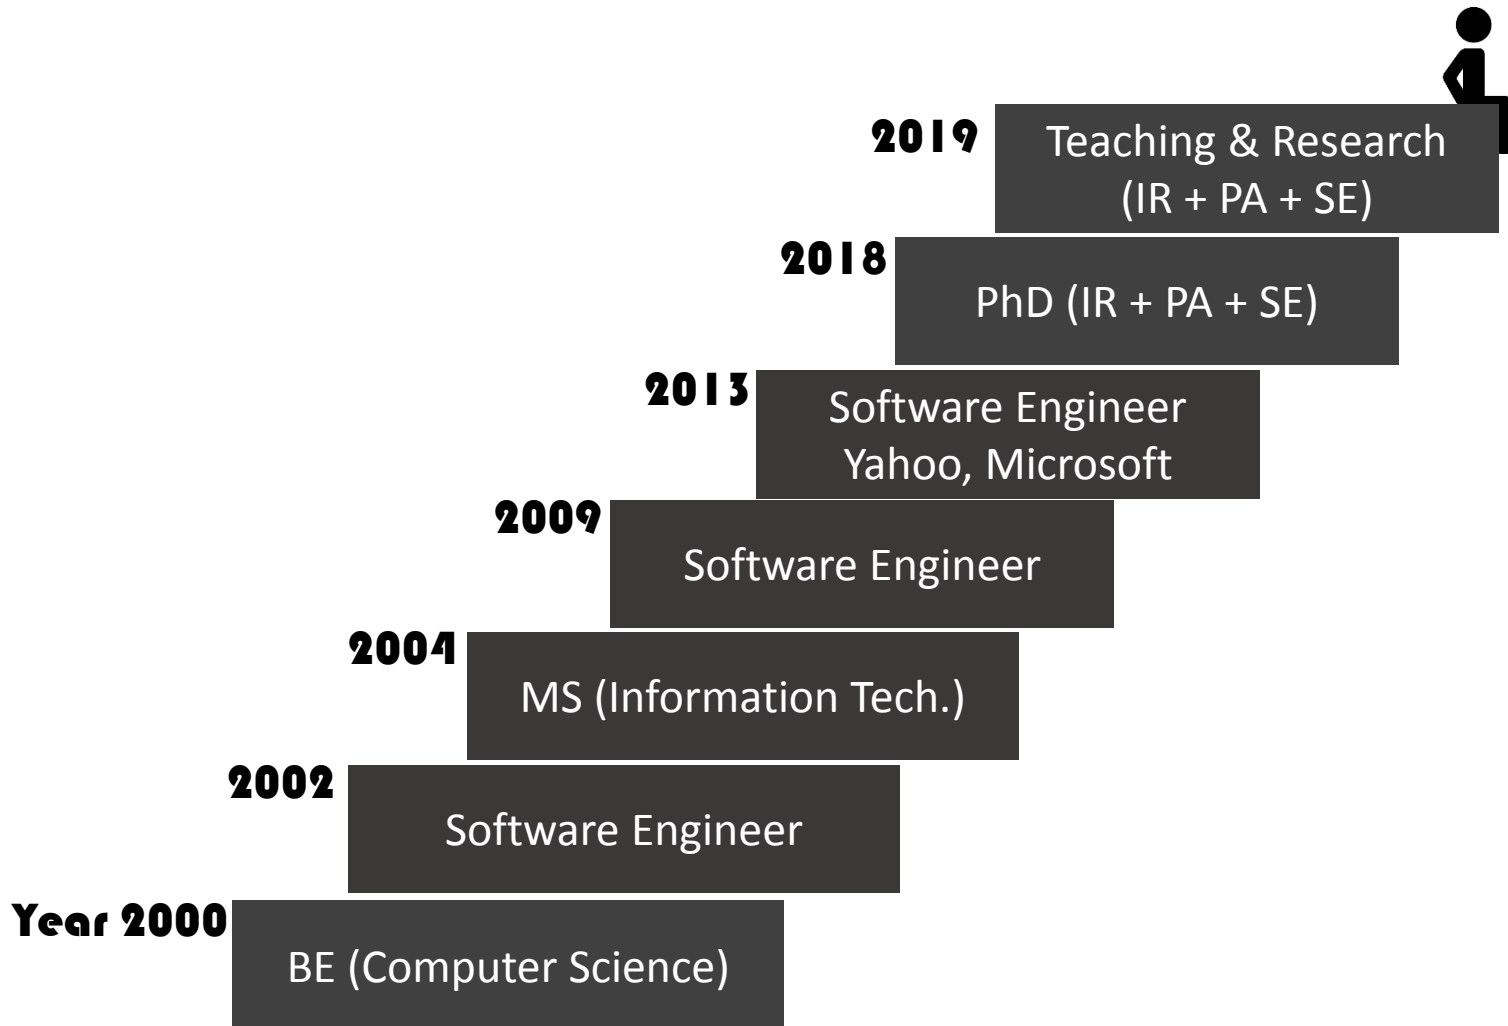 2019
Teaching & Research
(IR + PA + SE)
2018
PhD (IR + PA + SE)
2013
Software Engineer
Yahoo, Microsoft
2009
Software Engineer
2004
MS (Information Tech.)
2002
Software Engineer
Year 2000
BE (Computer Science)